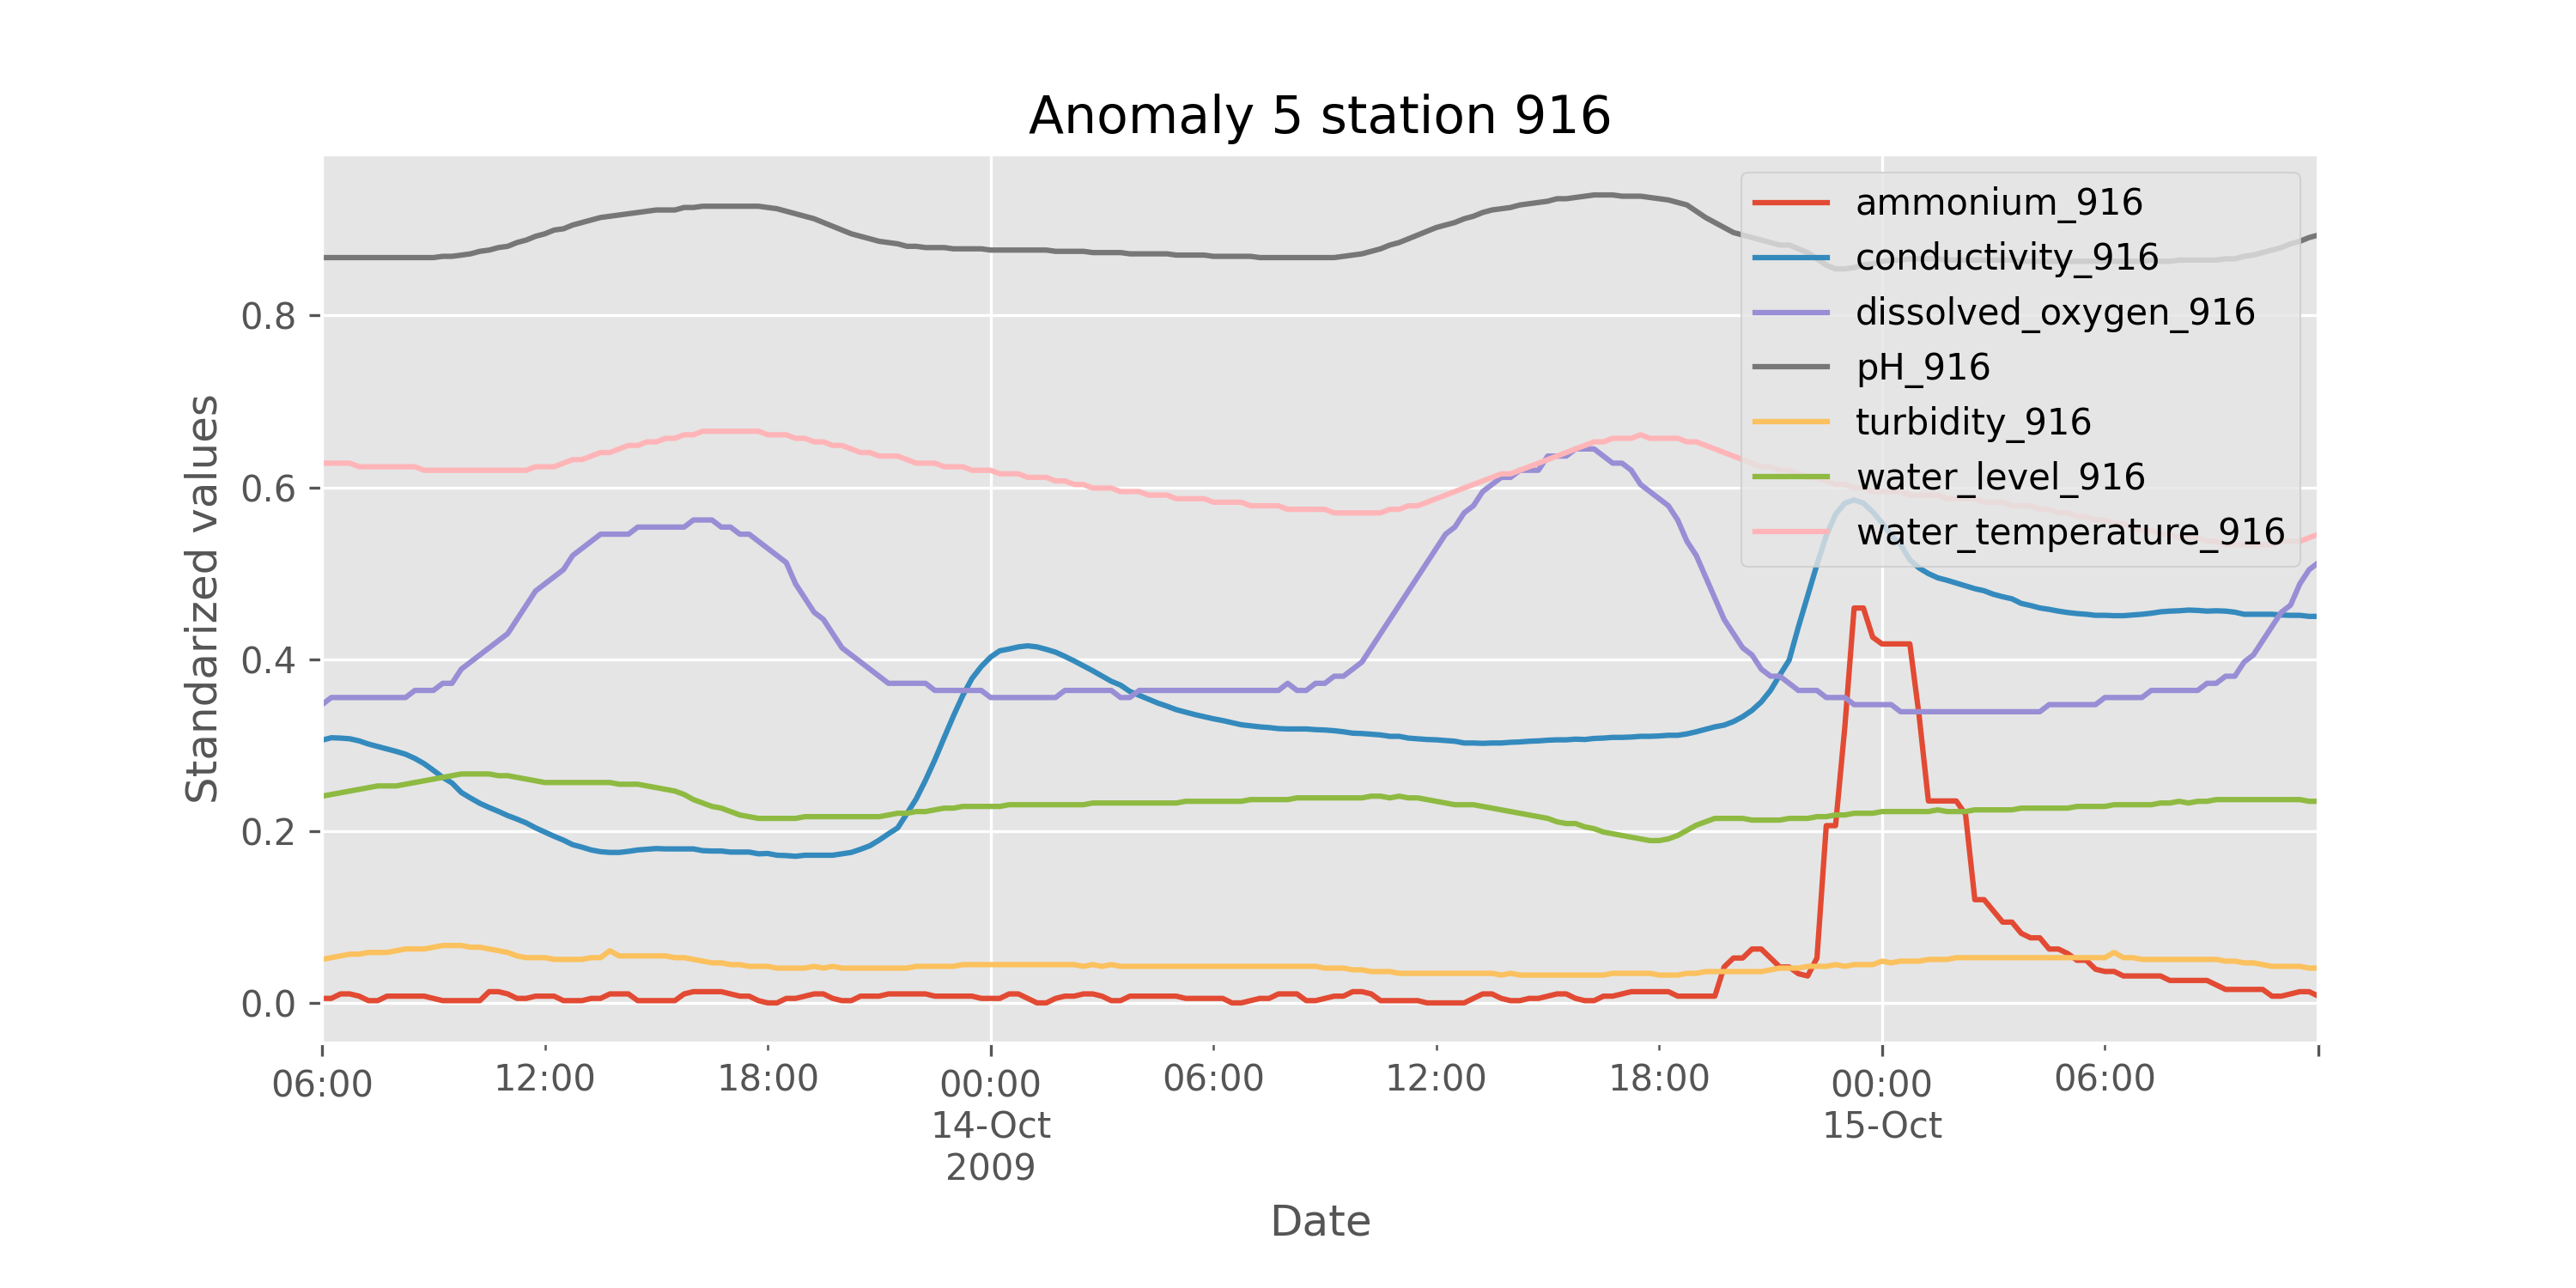 Anomaly 5 station 916
ammonium_916
conductivity_916
dissolved_oxygen_916
pH_916
turbidity_916
water_level_916
water_temperature_916
Standarized values
0.8
0.6
0.4
0.2
0.0
06:00 12:00 18:00 00:00 06:00 12:00 18:00 00:00 06:00
14-Oct 15-Oct
2009
Date